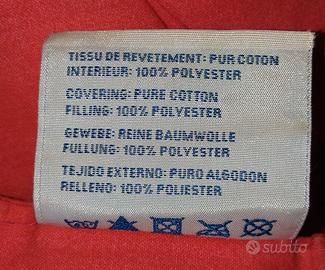 TISSU DE REVETEMENT: PUR COTON
INTERIEUR: 100% POLYESTER
COVERING: PURE COTTON
FILLING: 100% POLYESTER
GEWEBE: REINE BAUMWOLLE
FULLUNG: 100% POLYESTER
TEJIDO EXTERNO: PURO ALGODON
RELLENO: 100% POLIESTER
subito